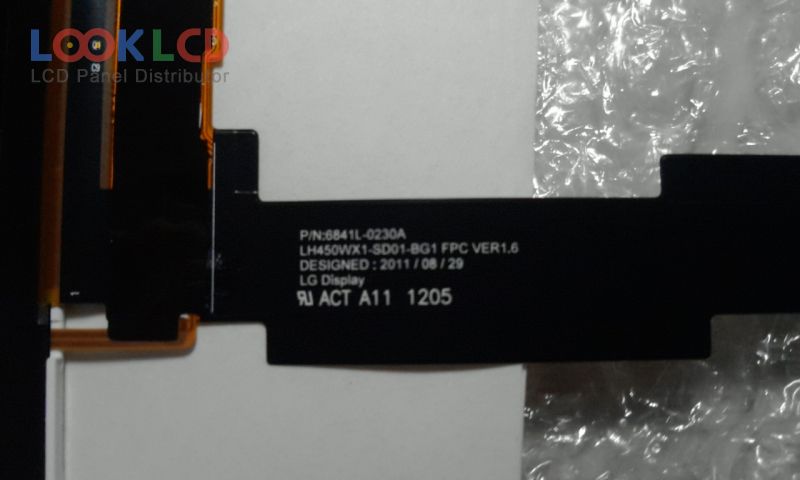 LOOKLCD
LCD Panel Distributor
P/N:6841L-0230A
LH450WX1-SD01-BG1 FPC VER1.6
DESIGNED : 2011 / 08 / 29
LG Display
ACT A11 1205
1